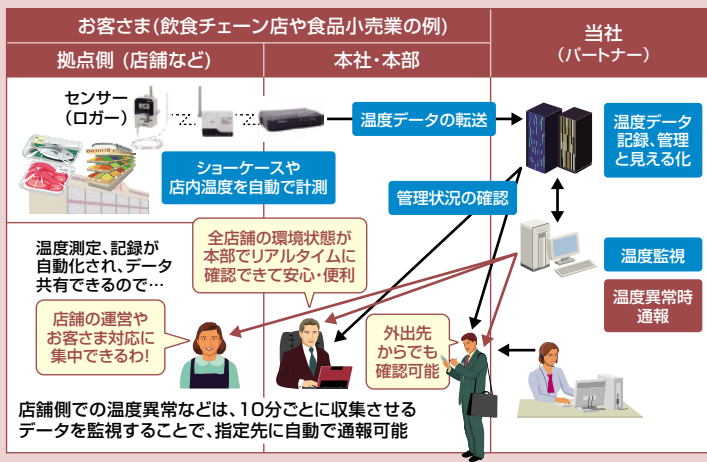 お客さま(飲食チェーン店や食品小売業の例)
当社
(パートナー)
拠点側 (店舗など)
本社・本部
センサー
(ロガー)
温度データの転送
温度データ
記録、管理
と見える化
ショーケースや
店内温度を自動で計測
管理状況の確認
温度測定、記録が
自動化され、データ
共有できるので…
全店舗の環境状態が
本部でリアルタイムに
確認できて安心・便利
温度監視
温度異常時
通報
店舗の運営や
お客さま対応に
集中できるわ!
外出先
からでも
確認可能
店舗側での温度異常などは、10分ごとに収集させる
データを監視することで、指定先に自動で通報可能